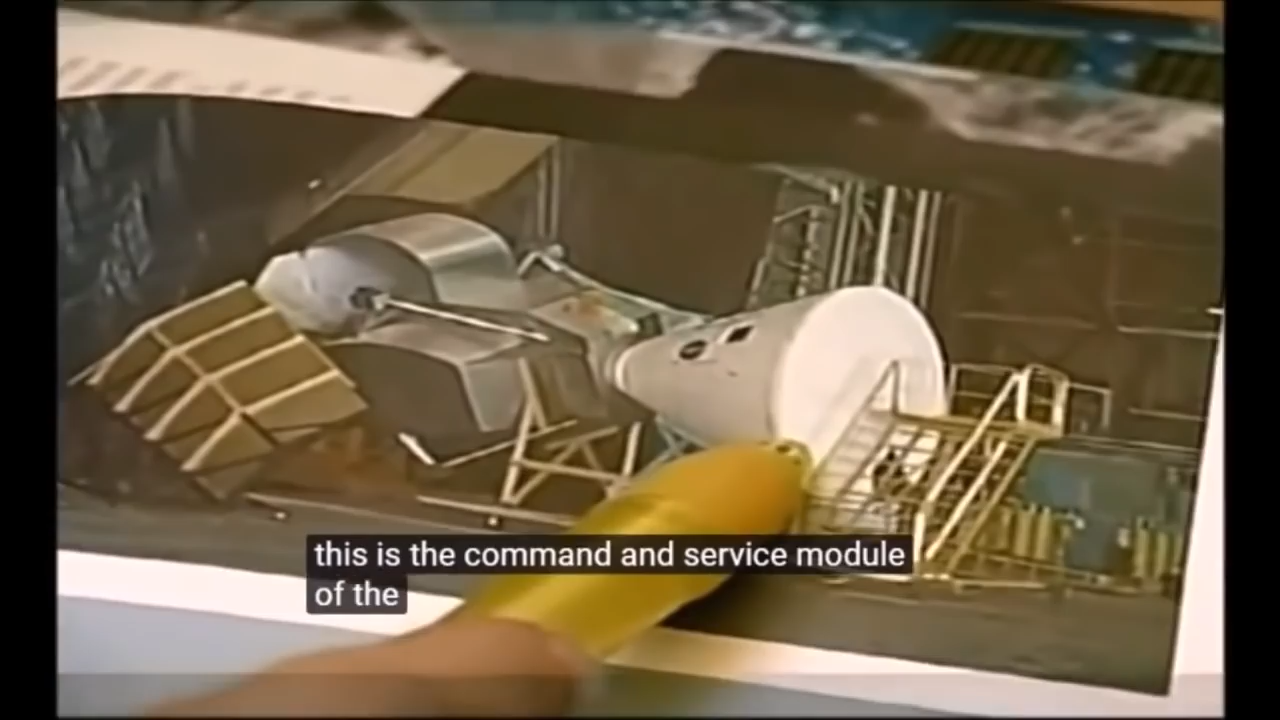 this is the command and service module
of the